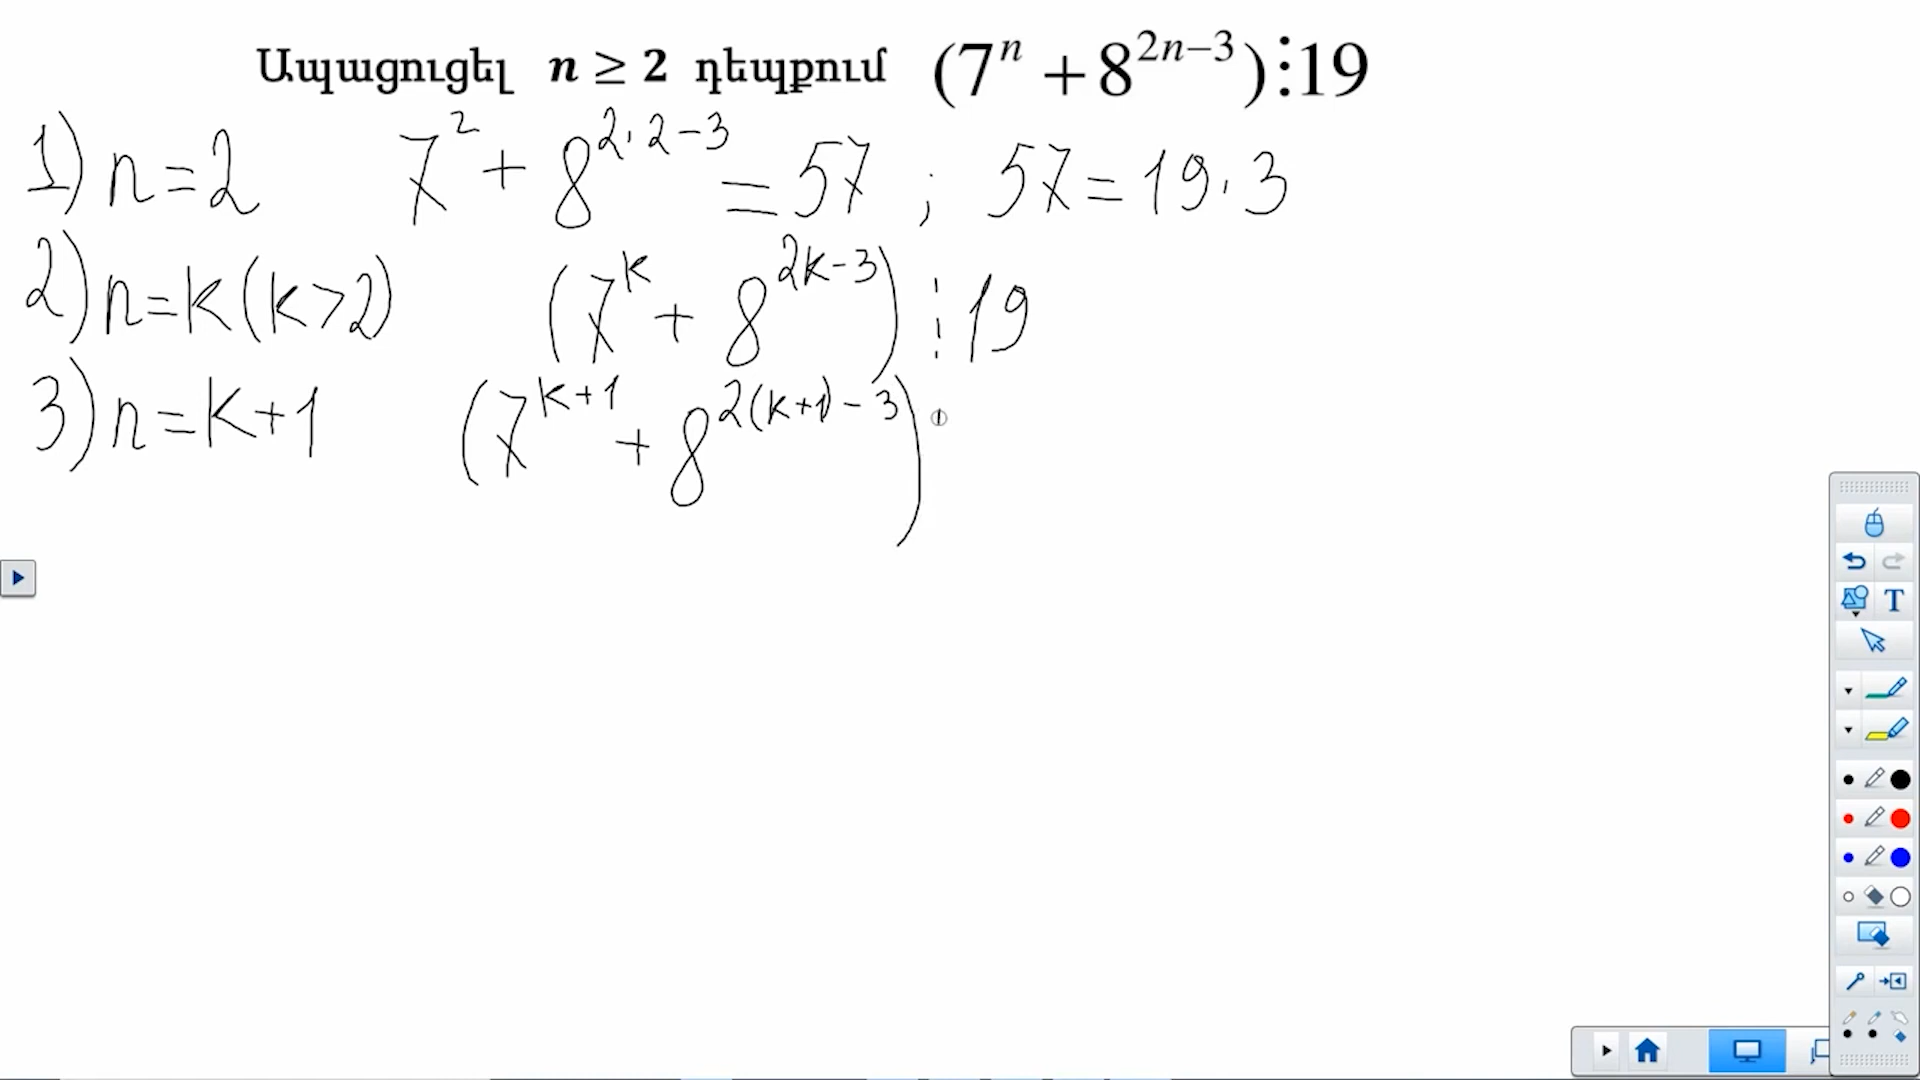 Ապացուցել n ≥ 2 դեպքում (7ⁿ + 8²ⁿ⁻³)⋮19
1) n = 2 7² + 8^{2·2-3} = 57 ; 57 = 19·3
2) n = k (k > 2) (7^k + 8^{2k-3}) ⋮ 19
3) n = k+1 (7^{k+1} + 8^{2(k+1)-3})
T